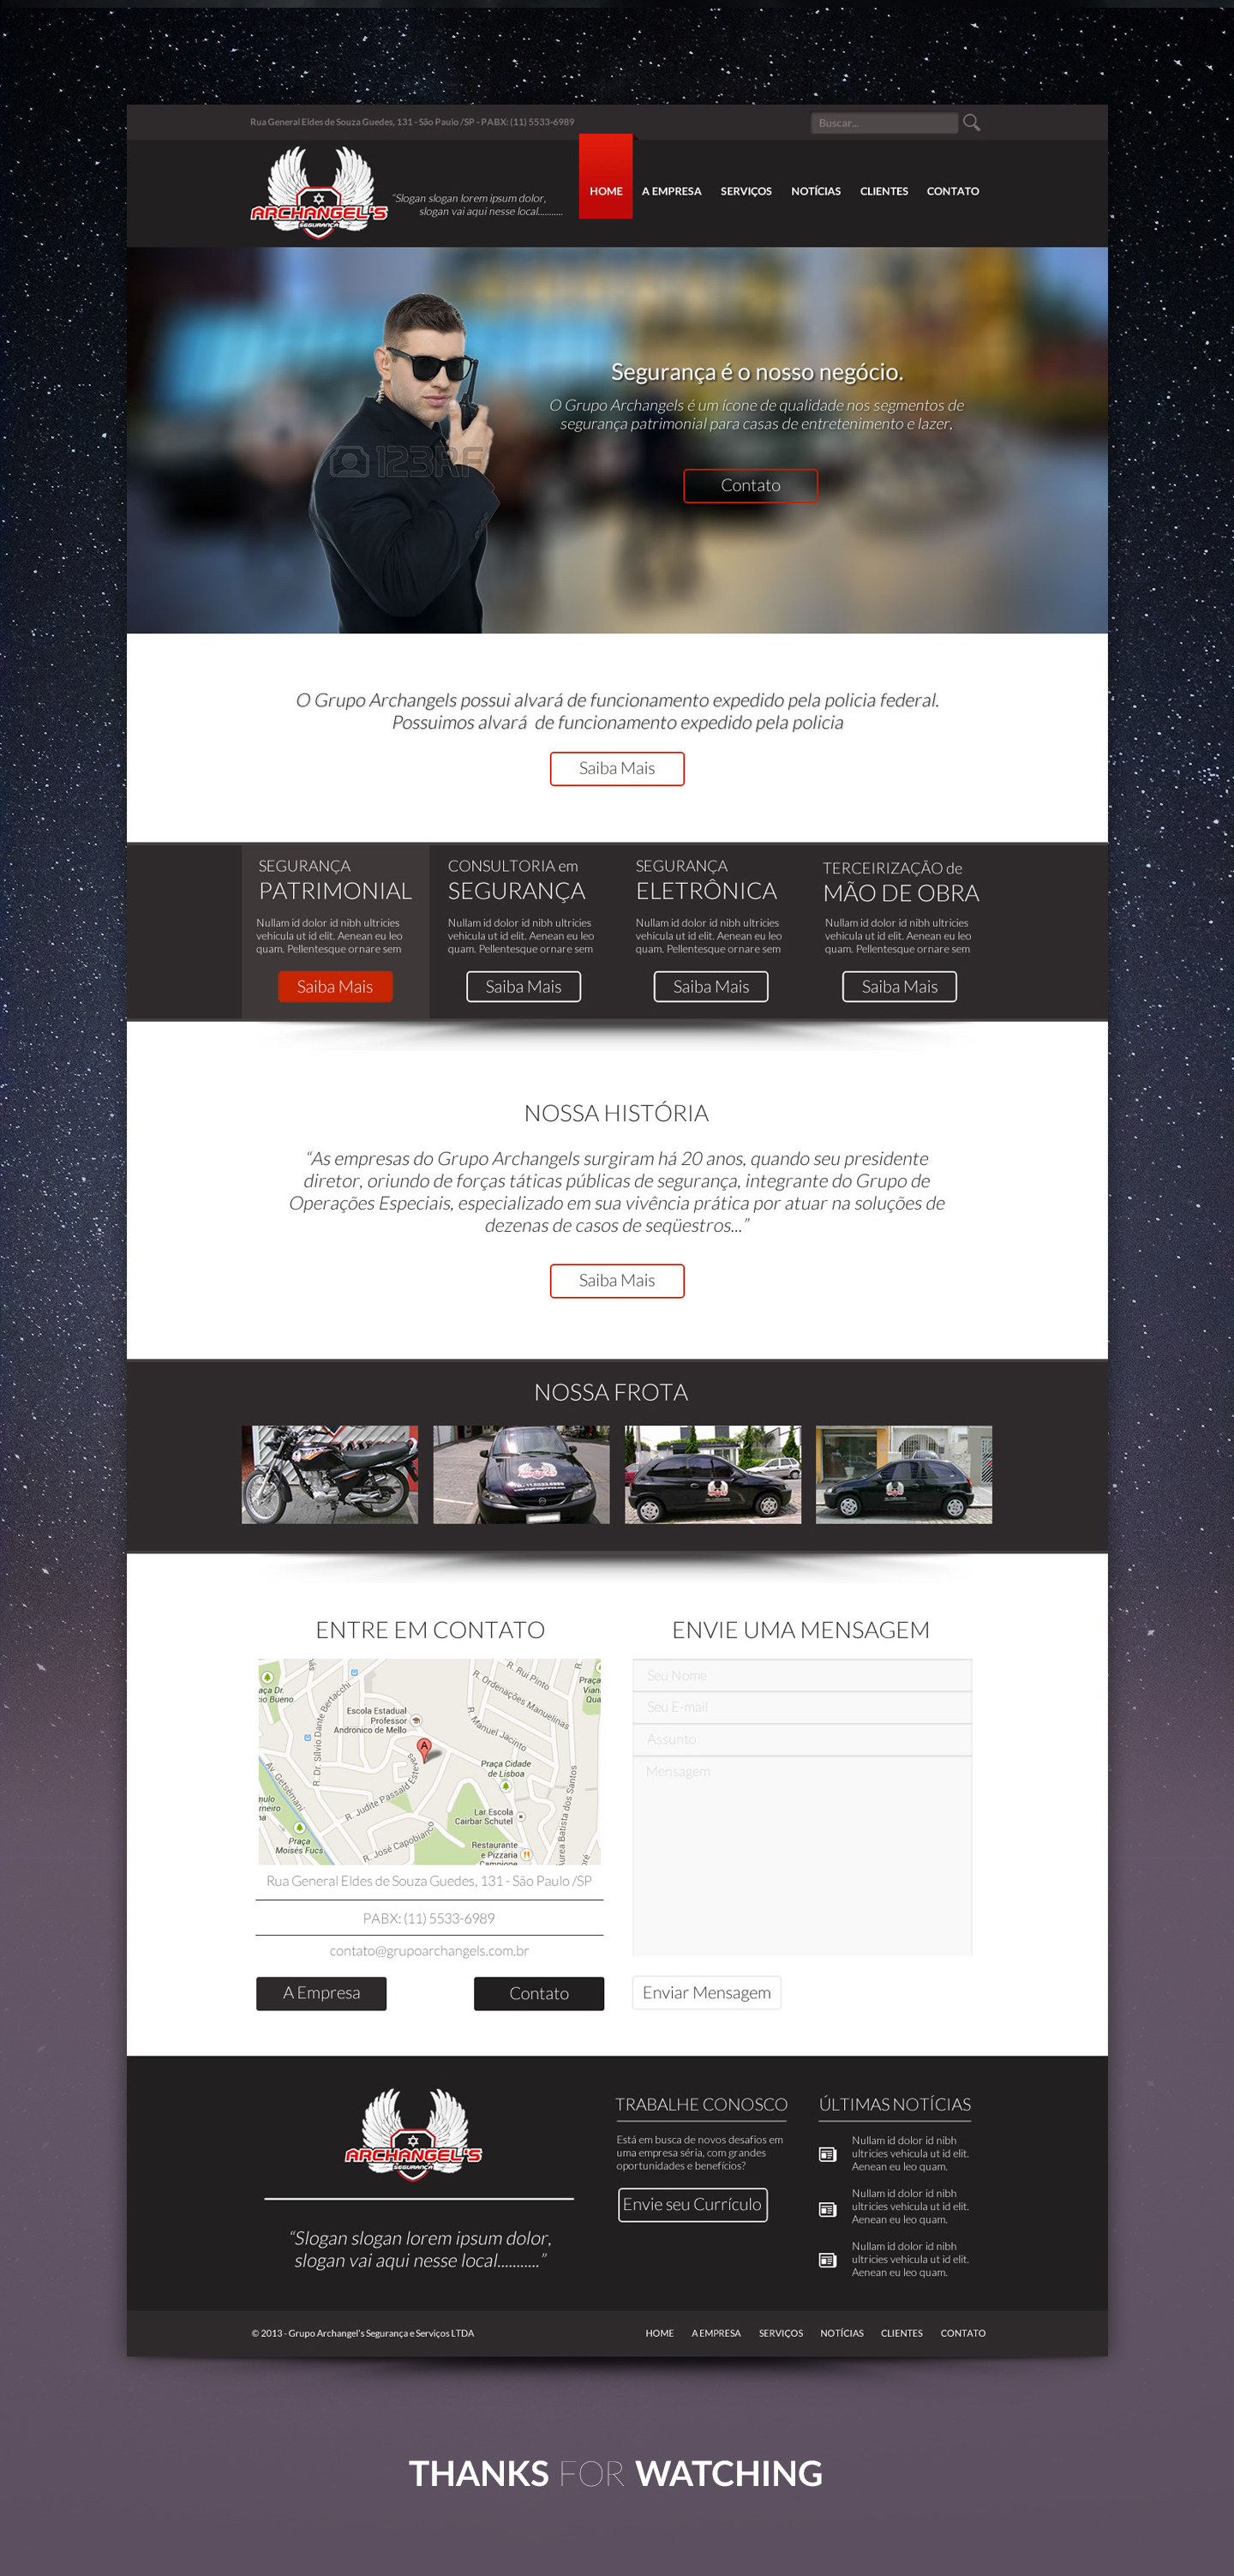 Rua General Eldes de Souza Guedes, 131 - São Paulo /SP - PABX: (11) 5533-6989
Buscar...
ARCHANGEL'S
SEGURANÇA
“Slogan slogan lorem ipsum dolor,
slogan vai aqui nesse local...........
HOME A EMPRESA SERVIÇOS NOTÍCIAS CLIENTES CONTATO
Segurança é o nosso negócio.
O Grupo Archangels é um ícone de qualidade nos segmentos de
segurança patrimonial para casas de entretenimento e lazer,
123RF
Contato
O Grupo Archangels possui alvará de funcionamento expedido pela policia federal.
Possuimos alvará de funcionamento expedido pela policia
Saiba Mais
SEGURANÇA
PATRIMONIAL
Nullam id dolor id nibh ultricies
vehicula ut id elit. Aenean eu leo
quam. Pellentesque ornare sem
Saiba Mais
CONSULTORIA em
SEGURANÇA
Nullam id dolor id nibh ultricies
vehicula ut id elit. Aenean eu leo
quam. Pellentesque ornare sem
Saiba Mais
SEGURANÇA
ELETRÔNICA
Nullam id dolor id nibh ultricies
vehicula ut id elit. Aenean eu leo
quam. Pellentesque ornare sem
Saiba Mais
TERCEIRIZAÇÃO de
MÃO DE OBRA
Nullam id dolor id nibh ultricies
vehicula ut id elit. Aenean eu leo
quam. Pellentesque ornare sem
Saiba Mais
NOSSA HISTÓRIA
“As empresas do Grupo Archangels surgiram há 20 anos, quando seu presidente
diretor, oriundo de forças táticas públicas de segurança, integrante do Grupo de
Operações Especiais, especializado em sua vivência prática por atuar na soluções de
dezenas de casos de seqüestros...”
Saiba Mais
NOSSA FROTA
ENTRE EM CONTATO
R. Rui Pinto
R. Ordenações Manuelinas
R. Dr. Sílvio Dante Bertacchi
Escola Estadual
Professor
Andronico de Mello
R. Manuel Jacinto
A
Praça Cidade
de Lisboa
Av. Getsêmani
R. Judite Passald Esteves
Lar Escola
Cairbar Schutel
Praça
Moisés Fucs
R. José Capobianco
Restaurante
e Pizzaria
Campione
Rua General Eldes de Souza Guedes, 131 - São Paulo /SP
PABX: (11) 5533-6989
contato@grupoarchangels.com.br
A Empresa
Contato
ENVIE UMA MENSAGEM
Seu Nome
Seu E-mail
Assunto
Mensagem
Enviar Mensagem
ARCHANGEL'S
SEGURANÇA
“Slogan slogan lorem ipsum dolor,
slogan vai aqui nesse local...........”
TRABALHE CONOSCO
Está em busca de novos desafios em
uma empresa séria, com grandes
oportunidades e benefícios?
Envie seu Currículo
ÚLTIMAS NOTÍCIAS
Nullam id dolor id nibh
ultricies vehicula ut id elit.
Aenean eu leo quam.
Nullam id dolor id nibh
ultricies vehicula ut id elit.
Aenean eu leo quam.
Nullam id dolor id nibh
ultricies vehicula ut id elit.
Aenean eu leo quam.
© 2013 - Grupo Archangel's Segurança e Serviços LTDA
HOME A EMPRESA SERVIÇOS NOTÍCIAS CLIENTES CONTATO
THANKS FOR WATCHING